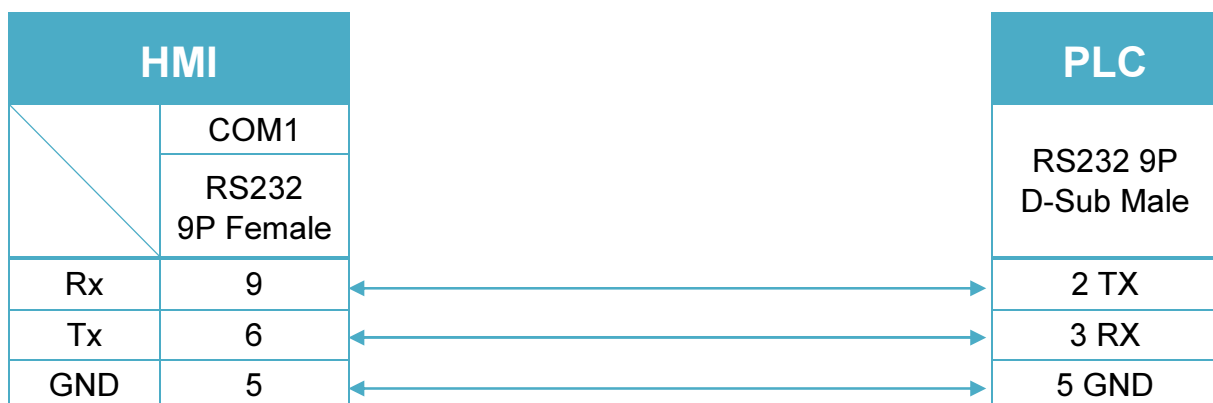 HMI
PLC
COM1
RS232
9P Female
RS232 9P
D-Sub Male
Rx 9 2 TX
Tx 6 3 RX
GND 5 5 GND